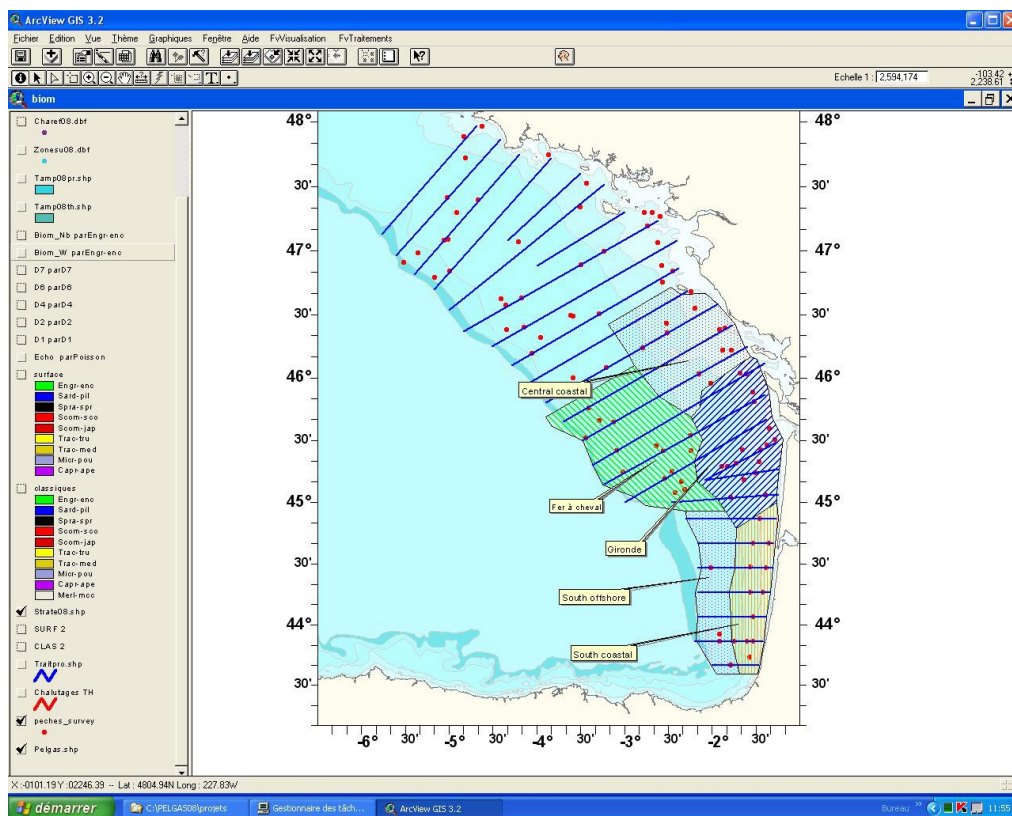 ArcView GIS 3.2
Fichier Edition Vue Thème Graphiques Fenêtre Aide FvVisualisation FvTraitements
Echelle 1 : 2,594,174
-103.42
2,238.61
biom
Charef08.dbf
Zonesu08.dbf
Tamp08pr.shp
Tamp08th.shp
Biom_Nb parEngr-enc
Biom_W parEngr-enc
D7 parD7
D6 parD6
D4 parD4
D2 parD2
D1 parD1
Echo parPoisson
surface
Engr-enc
Sard-pil
Spra-spr
Scom-sco
Scom-jap
Trac-tru
Trac-med
Micr-pou
Capr-ape
classiques
Engr-enc
Sard-pil
Spra-spr
Scom-sco
Scom-jap
Trac-tru
Trac-med
Micr-pou
Capr-ape
Merl-mcc
Strate08.shp
SURF 2
CLAS 2
Traitpro.shp
Chalutages TH
peches_survey
Pelgas.shp
48° 48°
30' 30'
47° 47°
30' 30'
46° 46°
30' 30'
45° 45°
30' 30'
44° 44°
30' 30'
Central coastal
Fer à cheval
Gironde
South offshore
South coastal
-6° 30' -5° 30' -4° 30' -3° 30' -2° 30'
X:-0101.19 Y:02246.39 -- Lat : 4804.94N Long : 227.83W
démarrer C:\PELGAS08\projets Gestionnaire des tâch... ArcView GIS 3.2 Bureau » 11:55